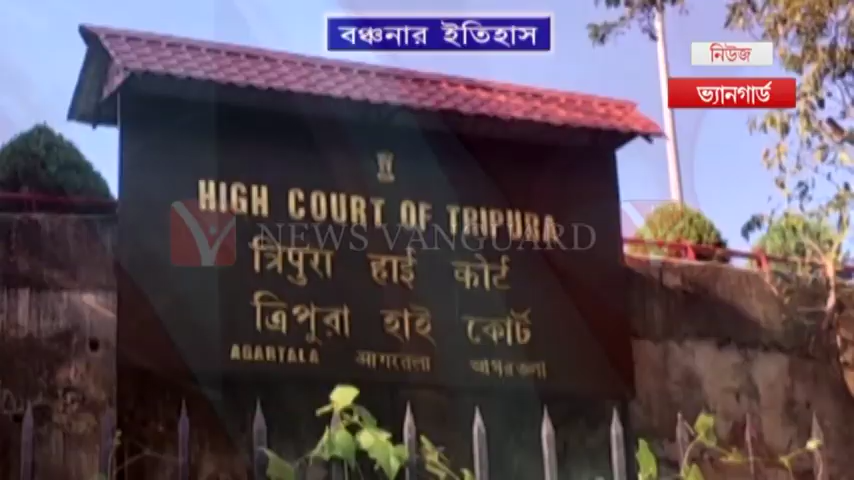 বঞ্চনার ইতিহাস
নিউজ
ভ্যানগার্ড
HIGH COURT OF TRIPURA
NEWS VANGUARD
त्रिपुरा हाई कोर्ट
ত্রিপুরা হাই কোর্ট
AGARTALA आगरतला আগরতলা